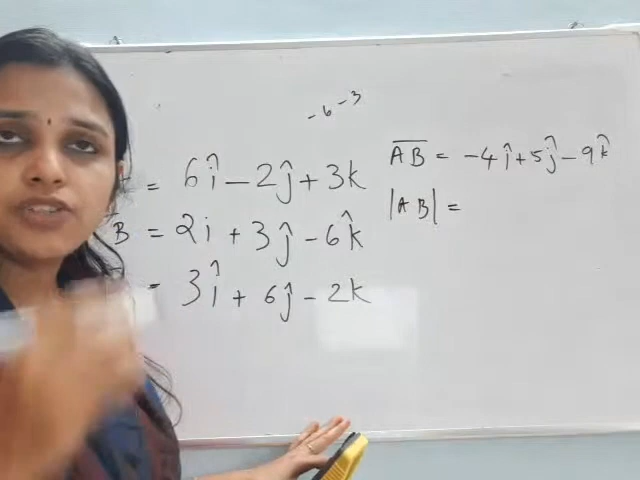 -6-3
= 6î - 2ĵ + 3k
B = 2i + 3ĵ - 6k̂
= 3î + 6ĵ - 2k
AB = -4î + 5ĵ - 9k̂
|AB| =